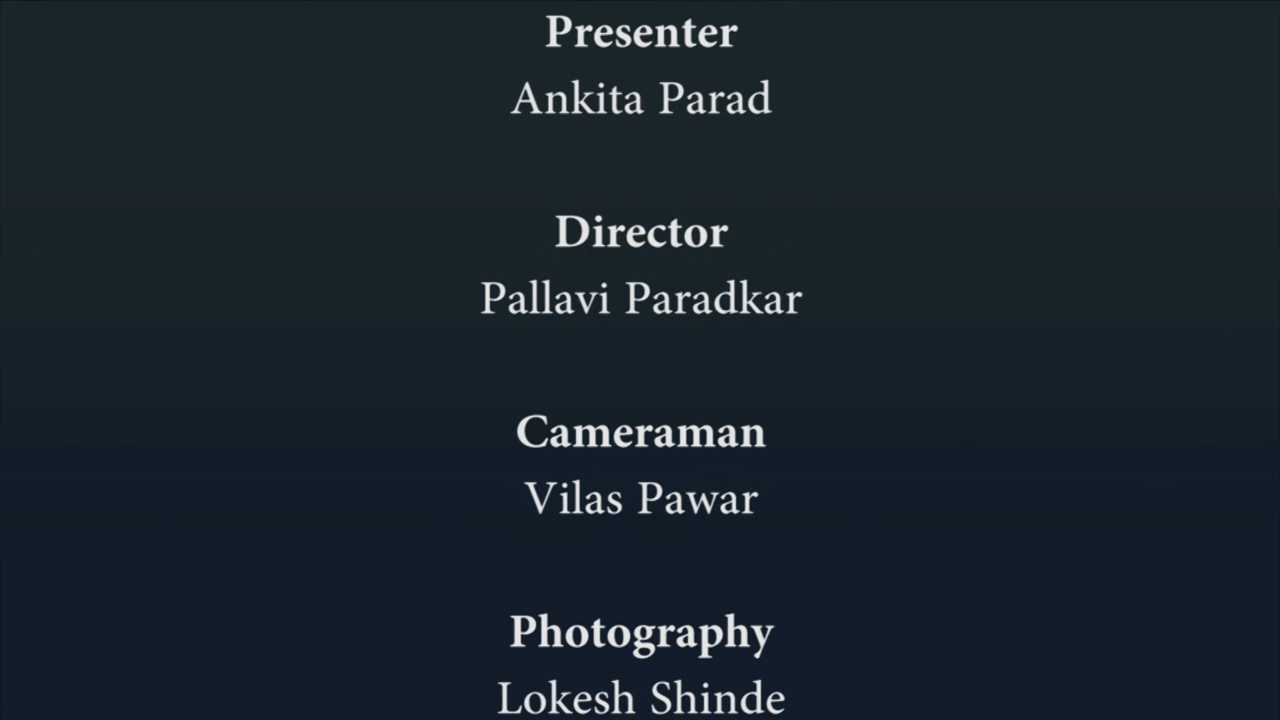 Presenter
Ankita Parad
Director
Pallavi Paradkar
Cameraman
Vilas Pawar
Photography
Lokesh Shinde